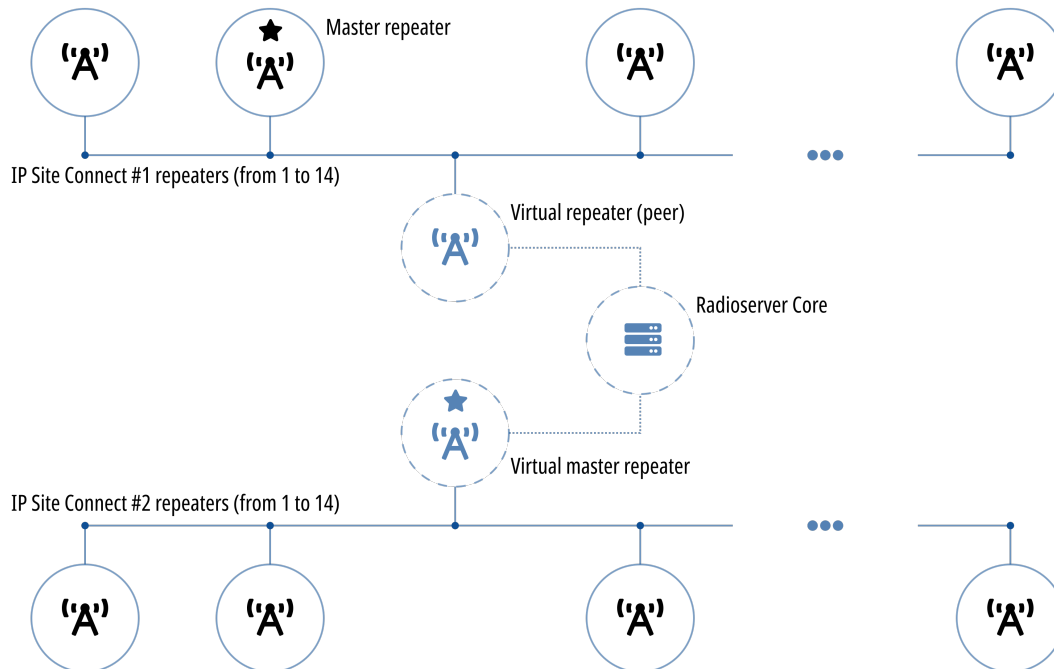 Master repeater
IP Site Connect #1 repeaters (from 1 to 14)
Virtual repeater (peer)
Radioserver Core
Virtual master repeater
IP Site Connect #2 repeaters (from 1 to 14)